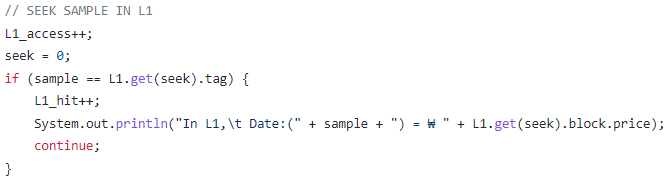 // SEEK SAMPLE IN L1
L1_access++;
seek = 0;
if (sample == L1.get(seek).tag) {
    L1_hit++;
    System.out.println("In L1,\t Date:(" + sample + ") = ₩ " + L1.get(seek).block.price);
    continue;
}